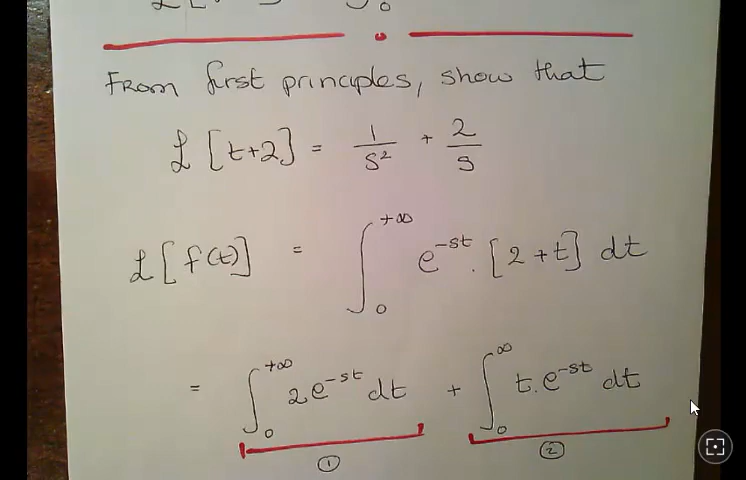 From first principles, show that
ℒ [t+2] = 1/s² + 2/s
ℒ [f(t)] = ∫₀^+∞ e^-st . [2+t] dt
= ∫₀^+∞ 2e^-st dt + ∫₀^∞ t.e^-st dt
① ②